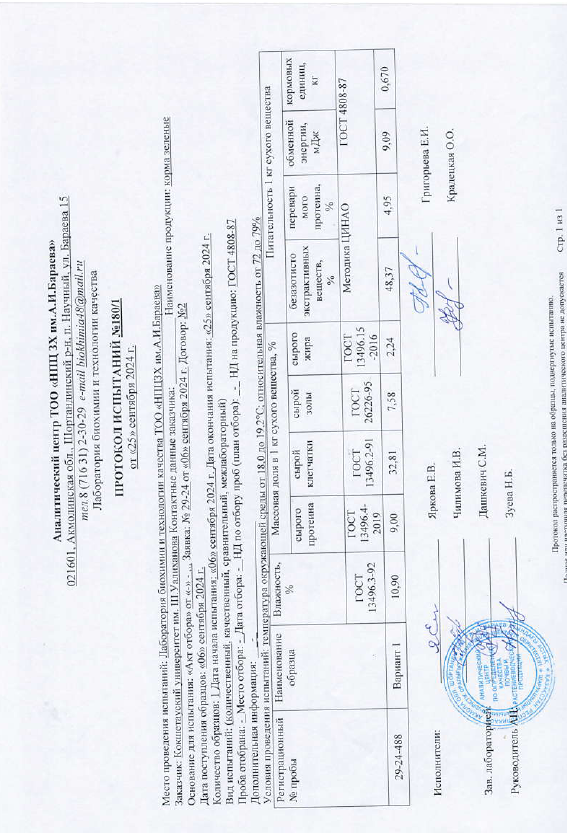 Аналитический центр ТОО «НПЦ ЗХ им.А.И.Бараева»
021601, Акмолинская обл., Шортандинский р-н, п. Научный, ул. Бараева 15
тел 8 (716 31) 2-30-29 e-mail biokhimia48@mail.ru
Лаборатория биохимии и технологии качества
ПРОТОКОЛ ИСПЫТАНИЙ №180/1
от «25» сентября 2024 г.
Место проведения испытаний: Лаборатория биохимии и технологии качества ТОО «НПЦЗХ им.А.И.Бараева»
Заказчик: Кокшетауский университет им. Ш Уалиханова Контактные данные заказчика: Наименование продукции: корма зеленые
Основание для испытания: «Акт отбора» от «-» - Заявка: № 29-24 от «06» сентября 2024 г. Договор: №2
Дата поступления образцов: «06» сентября 2024 г.
Количество образцов: 1 Дата начала испытания: «06» сентября 2024 г. Дата окончания испытания: «25» сентября 2024 г.
Вид испытаний: (количественный, качественный, сравнительный, межлабораторный)
Проба отобрана: - Место отбора: - Дата отбора: - НД по отбору проб (план отбора): - НД на продукцию: ГОСТ 4808-87
Дополнительная информация: -
Условия проведения испытаний: температура окружающей среды от 18,0 до 19,2°С; относительная влажность от 72 до 79%
Регистрационный № пробы Наименование образца Влажность, % Массовая доля в 1 кг сухого вещества, % Питательность 1 кг сухого вещества
сырого протеина сырой клетчатки сырой золы сырого жира безазотисто экстрактивных веществ, % перевари мого протеина, % обменной энергии, мДж кормовых единиц, кг
ГОСТ 13496.3-92 ГОСТ 13496.4-2019 ГОСТ 13496.2-91 ГОСТ 26226-95 ГОСТ 13496.15-2016 Методика ЦИНАО ГОСТ 4808-87
29-24-488 Вариант 1 10,90 9,00 32,81 7,58 2,24 48,37 4,95 9,09 0,670
Исполнители: Яркова Е.В. Григорьева Е.И.
Чилимова И.В. Кралецкая О.О.
Зав. лабораторией: Дашкевич С.М.
Руководитель АЦ: Зуева Н.Б.
Протокол распространяется только на образцы, подвергнутые испытанию.
перепечатка без разрешения аналитического центра не допускается Стр. 1 из 1